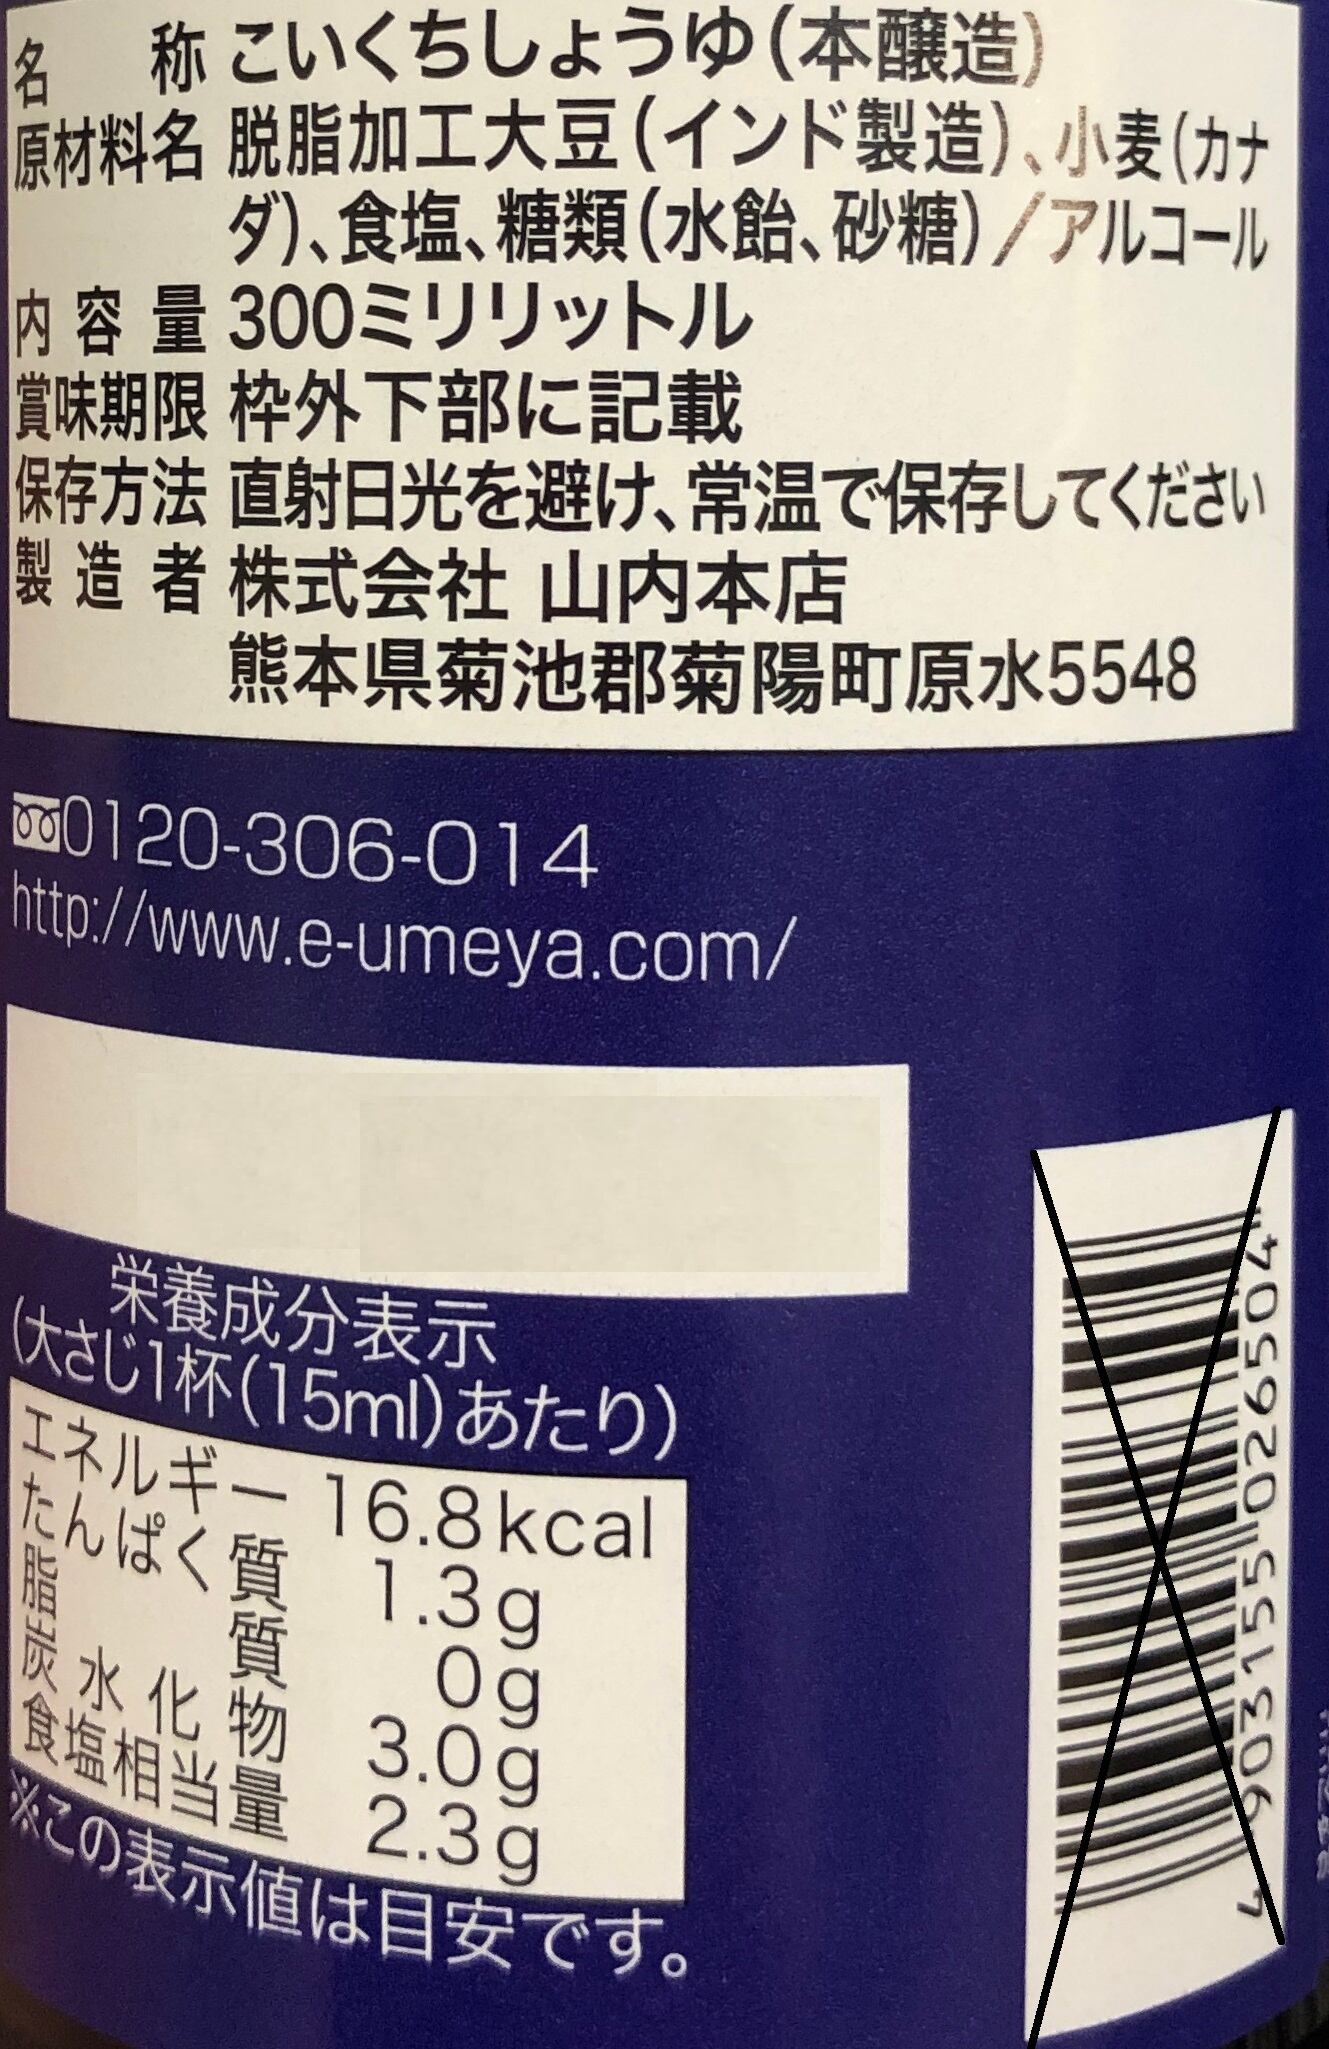 名称 こいくちしょうゆ(本醸造)
原材料名 脱脂加工大豆(インド製造)、小麦(カナ
ダ)、食塩、糖類(水飴、砂糖)/アルコール
内容量 300ミリリットル
賞味期限 枠外下部に記載
保存方法 直射日光を避け、常温で保存してください
製造者 株式会社 山内本店
熊本県菊池郡菊陽町原水5548
0120-306-014
http://www.e-umeya.com/
栄養成分表示
(大さじ1杯(15ml)あたり)
エネルギー 16.8kcal
たんぱく質 1.3g
脂質 0g
炭水化物 3.0g
食塩相当量 2.3g
※この表示値は目安です。
4903155026504